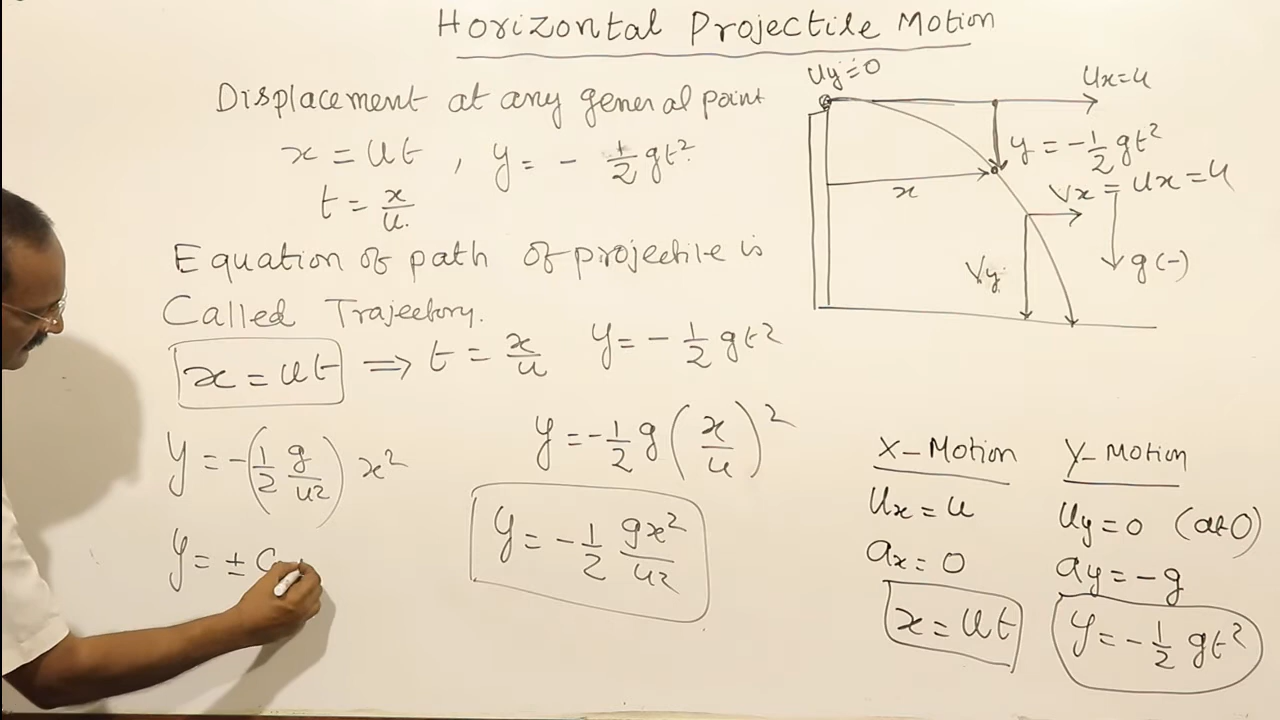 Horizontal Projectile Motion
Displacement at any general point
x = ut , y = - 1/2 gt²
t = x/u.
Equation of path of projectile is
Called Trajectory.
x = ut ⟹ t = x/u y = - 1/2 gt²
y = -1/2 g (x/u)²
y = -(1/2 g/u²) x²
y = - 1/2 gx²/u²
y = ±
uy = 0
ux = u
y = -1/2 gt²
x
Vx = ux = u
Vy
g (-)
X - Motion
ux = u
ax = 0
x = ut
Y - Motion
uy = 0 (at O)
ay = -g
y = -1/2 gt²